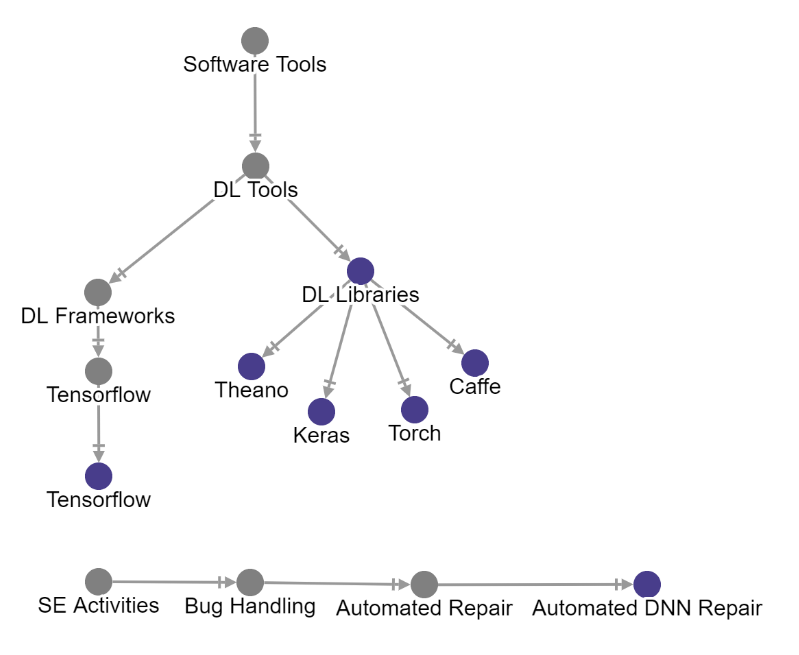 Software Tools
DL Tools
DL Libraries
DL Frameworks
Theano
Caffe
Tensorflow
Keras
Torch
Tensorflow
SE Activities
Bug Handling
Automated Repair
Automated DNN Repair